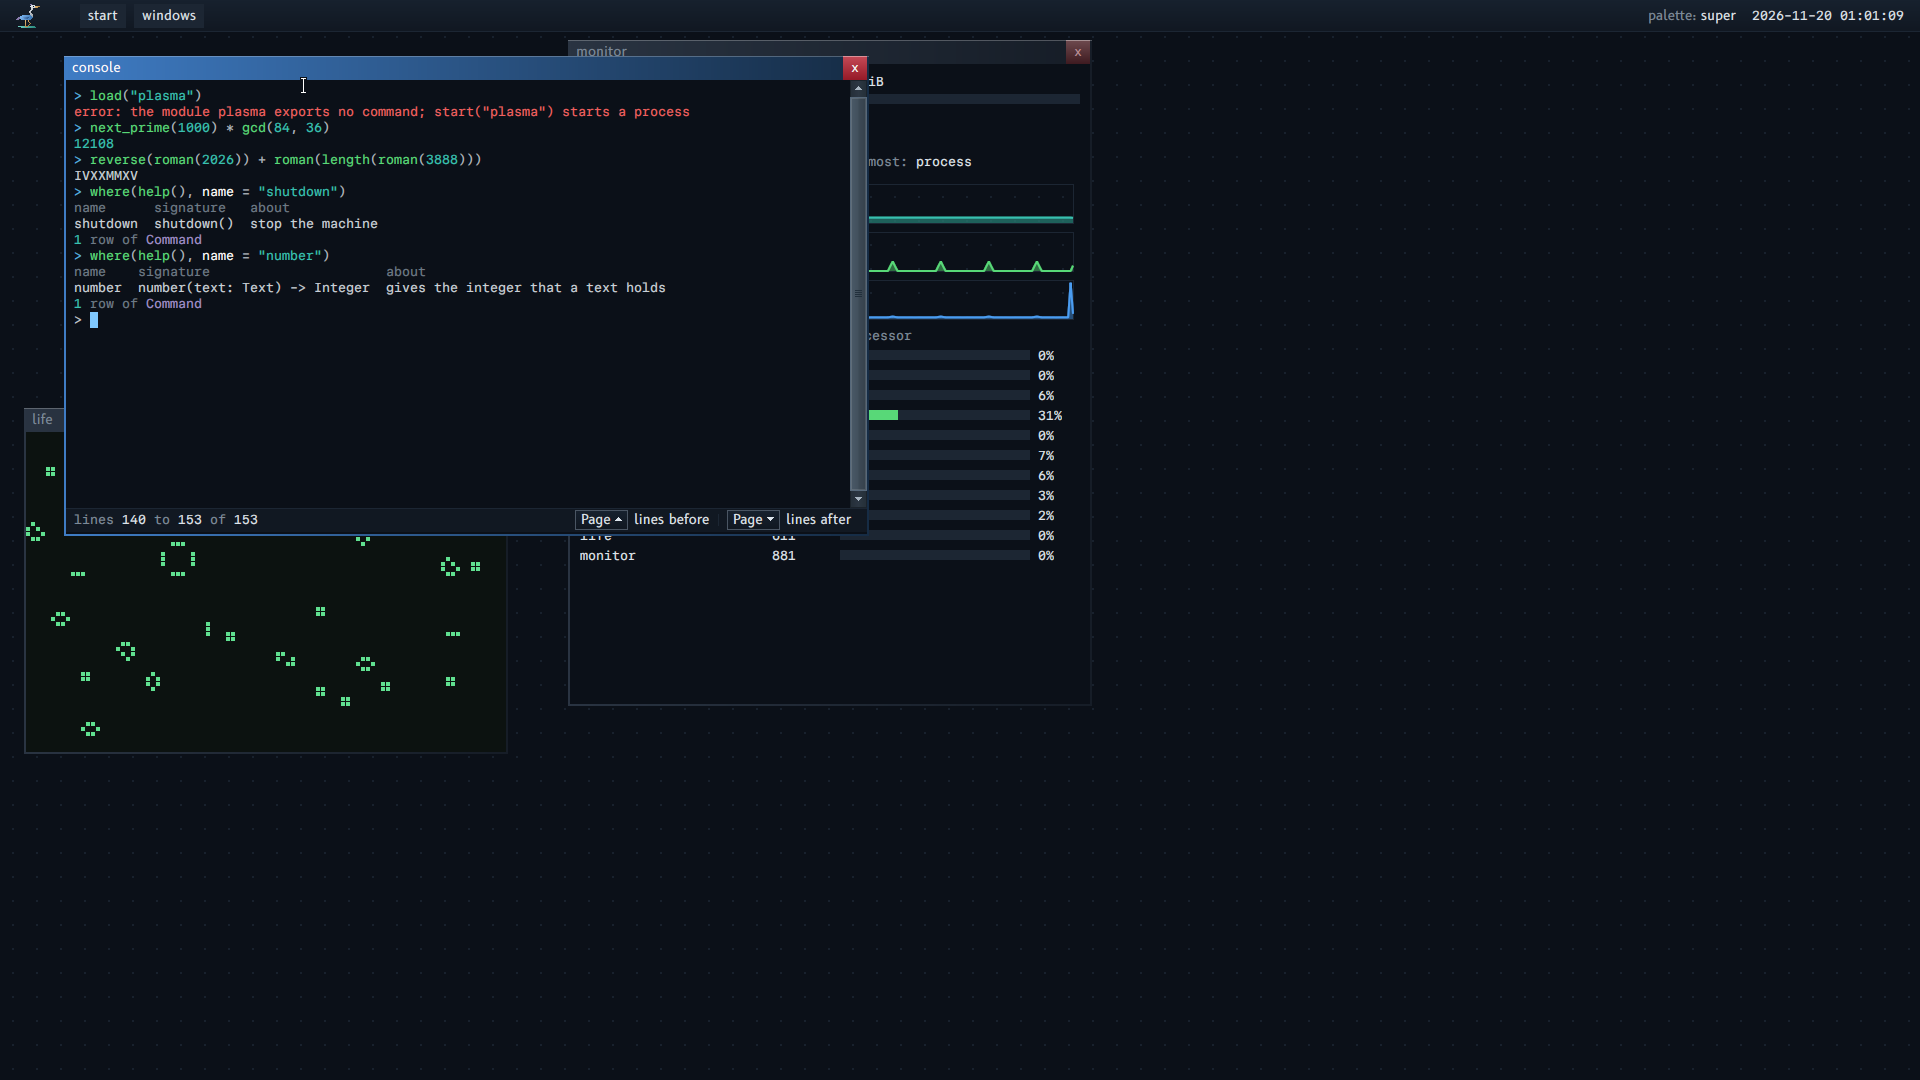 start windows palette: super 2026-11-20 01:01:09
monitor x
console x
iB
> load("plasma")
error: the module plasma exports no command; start("plasma") starts a process
> next_prime(1000) * gcd(84, 36)
12108
> reverse(roman(2026)) + roman(length(roman(3888)))
IVXXMMXV
> where(help(), name = "shutdown")
name signature about
shutdown shutdown() stop the machine
1 row of Command
> where(help(), name = "number")
name signature about
number number(text: Text) -> Integer gives the integer that a text holds
1 row of Command
>
lines 140 to 153 of 153 Page lines before Page lines after
most: process
cessor
0%
0%
6%
31%
0%
7%
6%
3%
2%
life 611 0%
monitor 881 0%
life